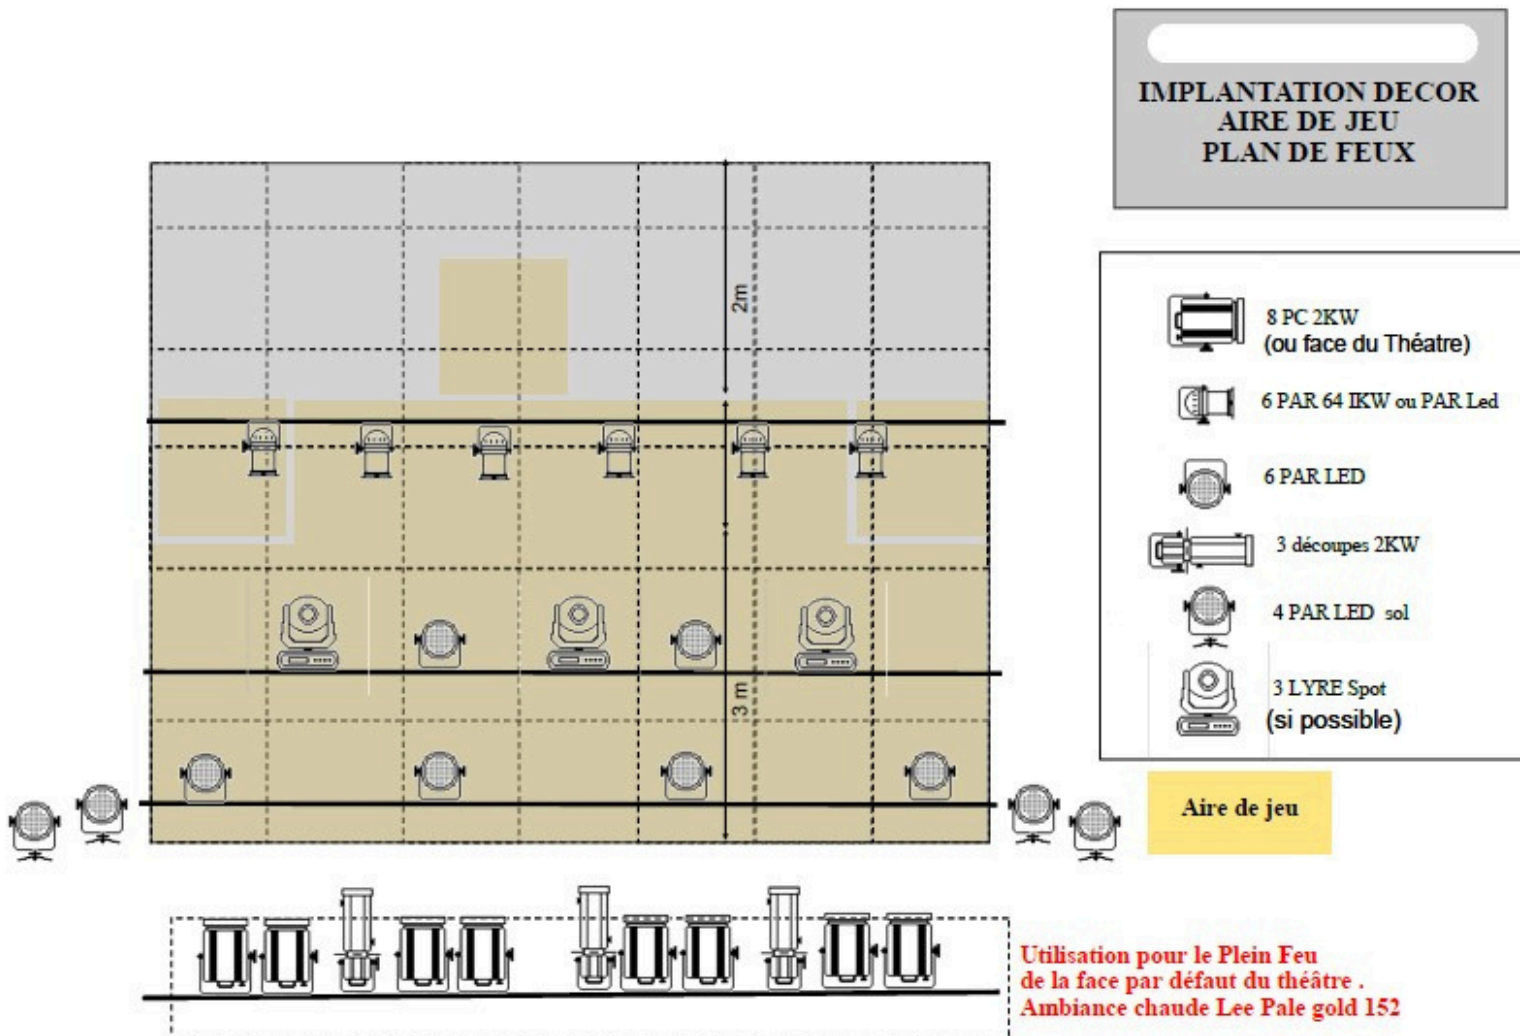 IMPLANTATION DECOR
AIRE DE JEU
PLAN DE FEUX
8 PC 2KW
(ou face du Théatre)
6 PAR 64 IKW ou PAR Led
6 PAR LED
3 découpes 2KW
4 PAR LED sol
3 LYRE Spot
(si possible)
Aire de jeu
2m
3 m
Utilisation pour le Plein Feu
de la face par défaut du théâtre .
Ambiance chaude Lee Pale gold 152